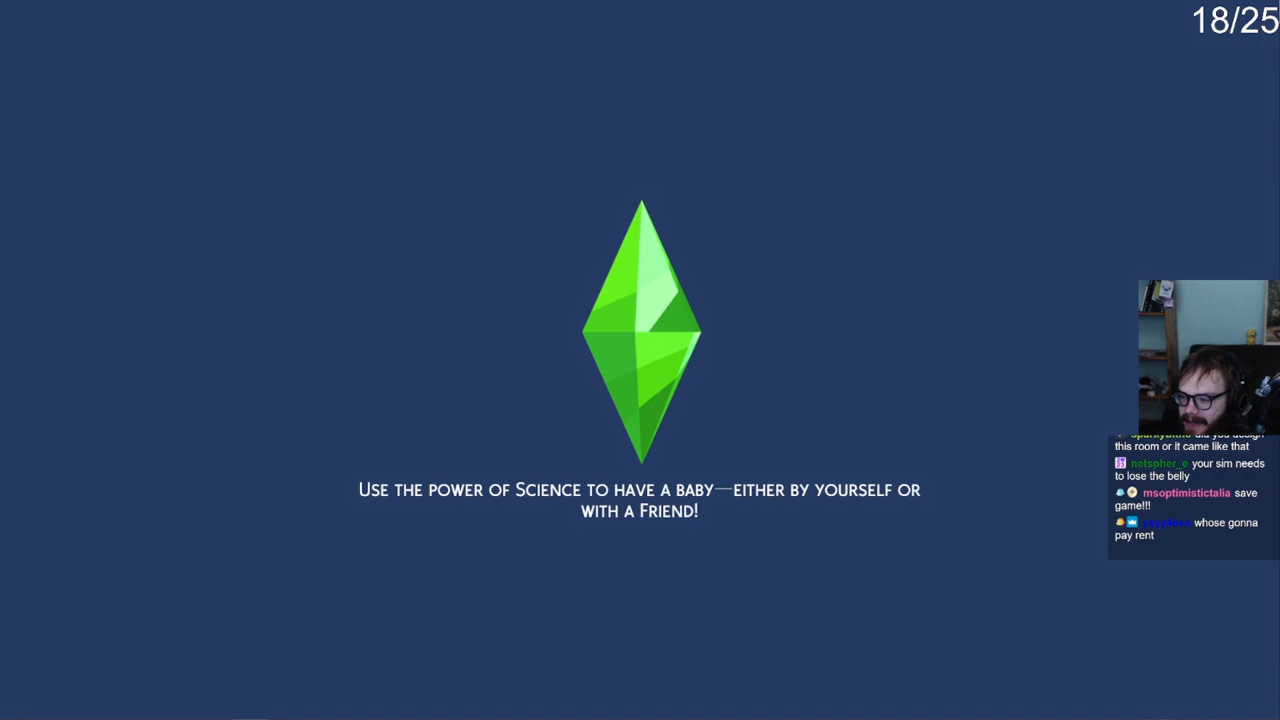 18/25
USE THE POWER OF SCIENCE TO HAVE A BABY—EITHER BY YOURSELF OR
WITH A FRIEND!
this room or it came like that
netspher_e your sim needs
to lose the belly
msoptimistictalia save
game!!!
whose gonna
pay rent